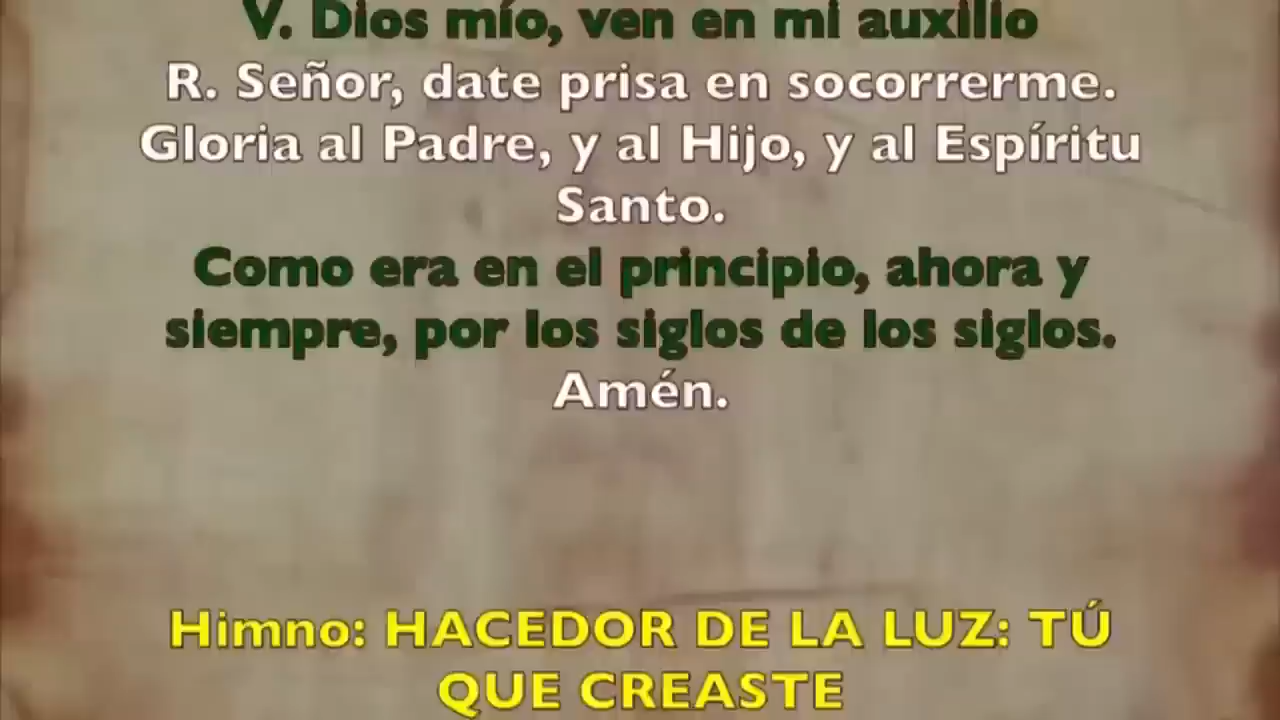 V. Dios mío, ven en mi auxilio
R. Señor, date prisa en socorrerme.
Gloria al Padre, y al Hijo, y al Espíritu
Santo.
Como era en el principio, ahora y
siempre, por los siglos de los siglos.
Amén.
Himno: HACEDOR DE LA LUZ: TÚ
QUE CREASTE